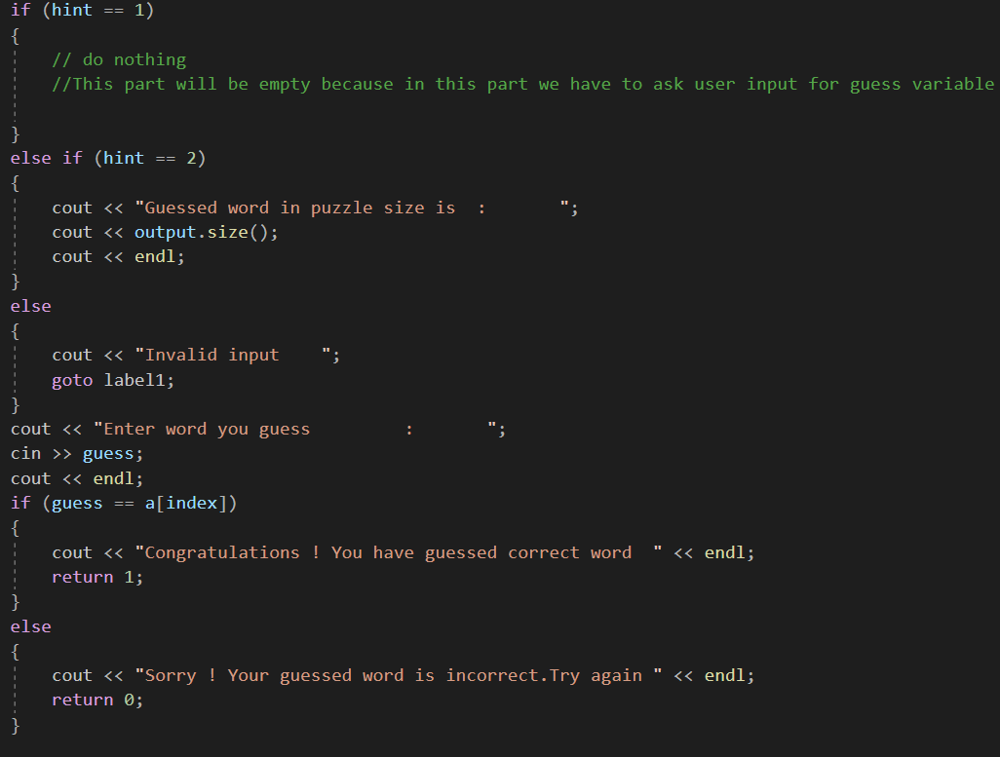 if (hint == 1)
{
    // do nothing
    //This part will be empty because in this part we have to ask user input for guess variable

}
else if (hint == 2)
{
    cout << "Guessed word in puzzle size is  :       ";
    cout << output.size();
    cout << endl;
}
else
{
    cout << "Invalid input    ";
    goto label1;
}
cout << "Enter word you guess         :       ";
cin >> guess;
cout << endl;
if (guess == a[index])
{
    cout << "Congratulations ! You have guessed correct word  " << endl;
    return 1;
}
else
{
    cout << "Sorry ! Your guessed word is incorrect.Try again " << endl;
    return 0;
}